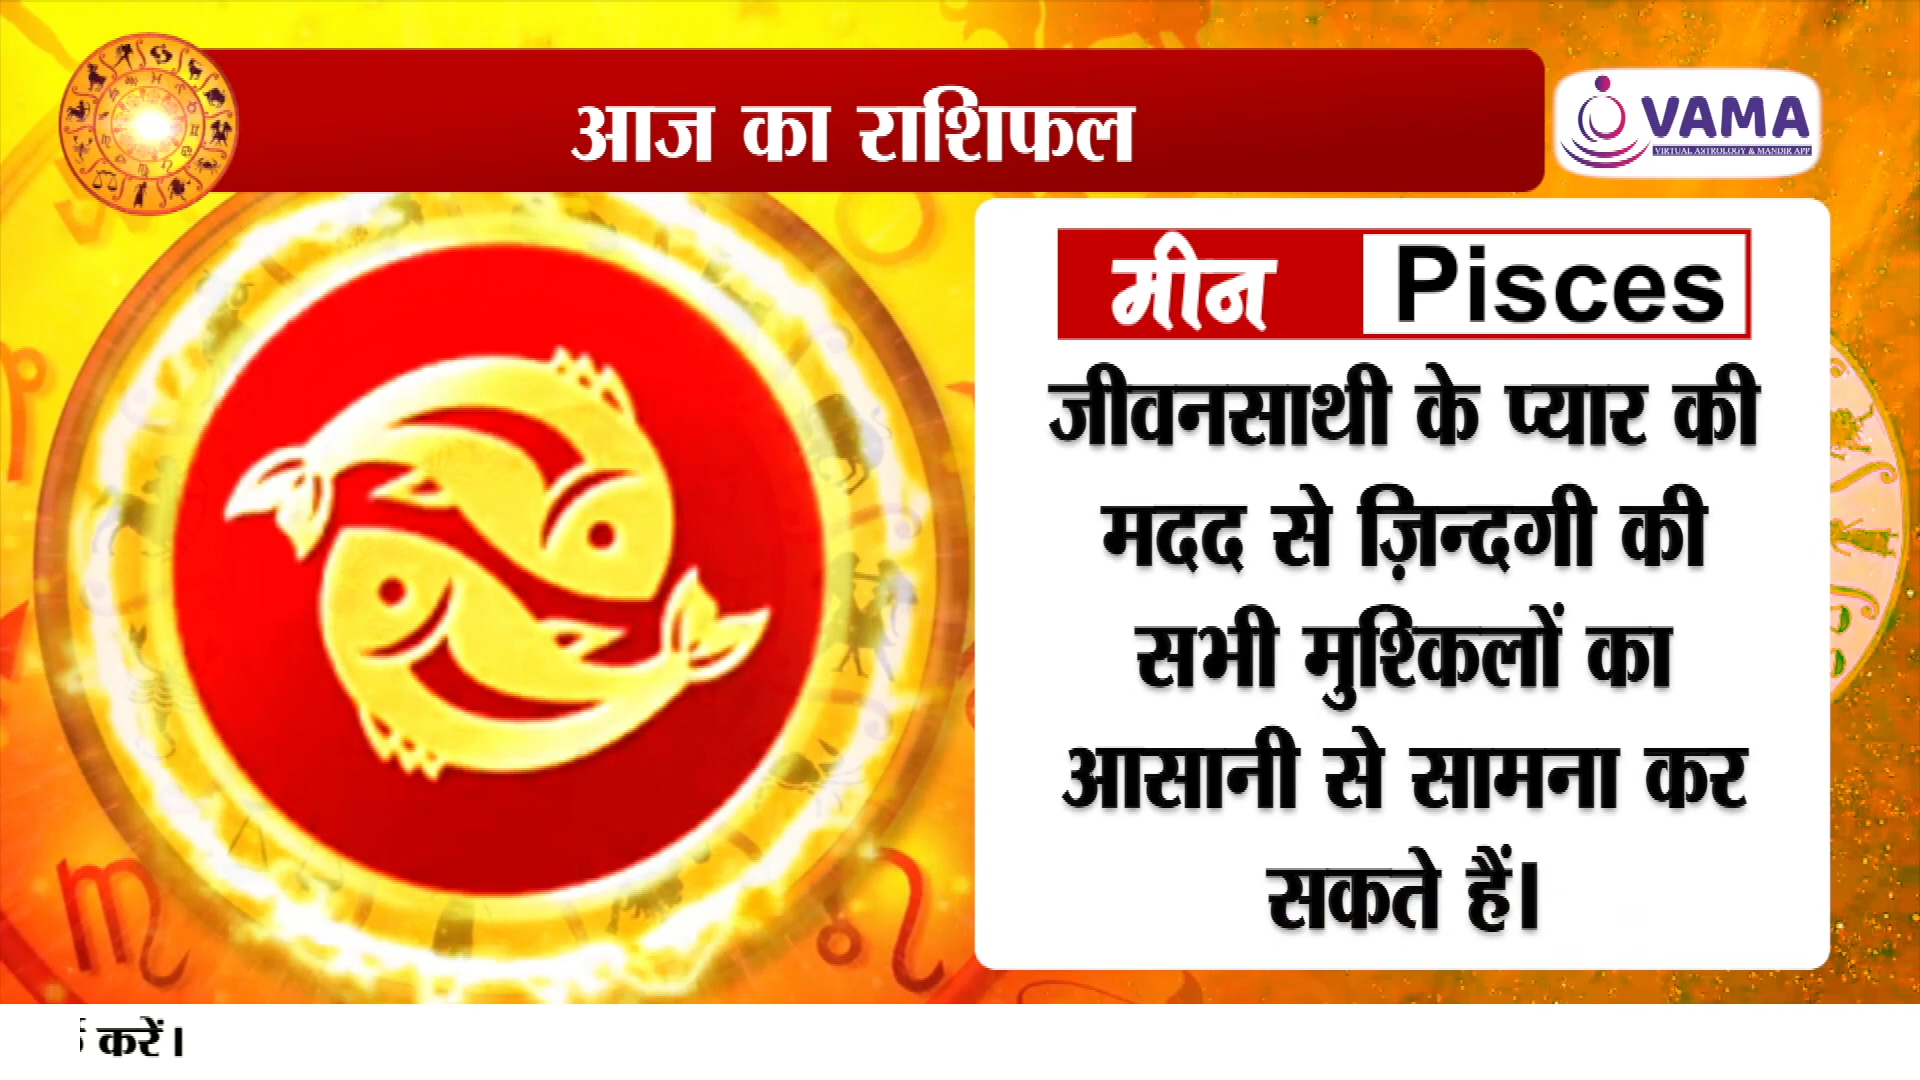 आज का राशिफल
VAMA
VIRTUAL ASTROLOGY & MANDIR APP
मीन Pisces
जीवनसाथी के प्यार की
मदद से ज़िन्दगी की
सभी मुश्किलों का
आसानी से सामना कर
सकते हैं।
करें।